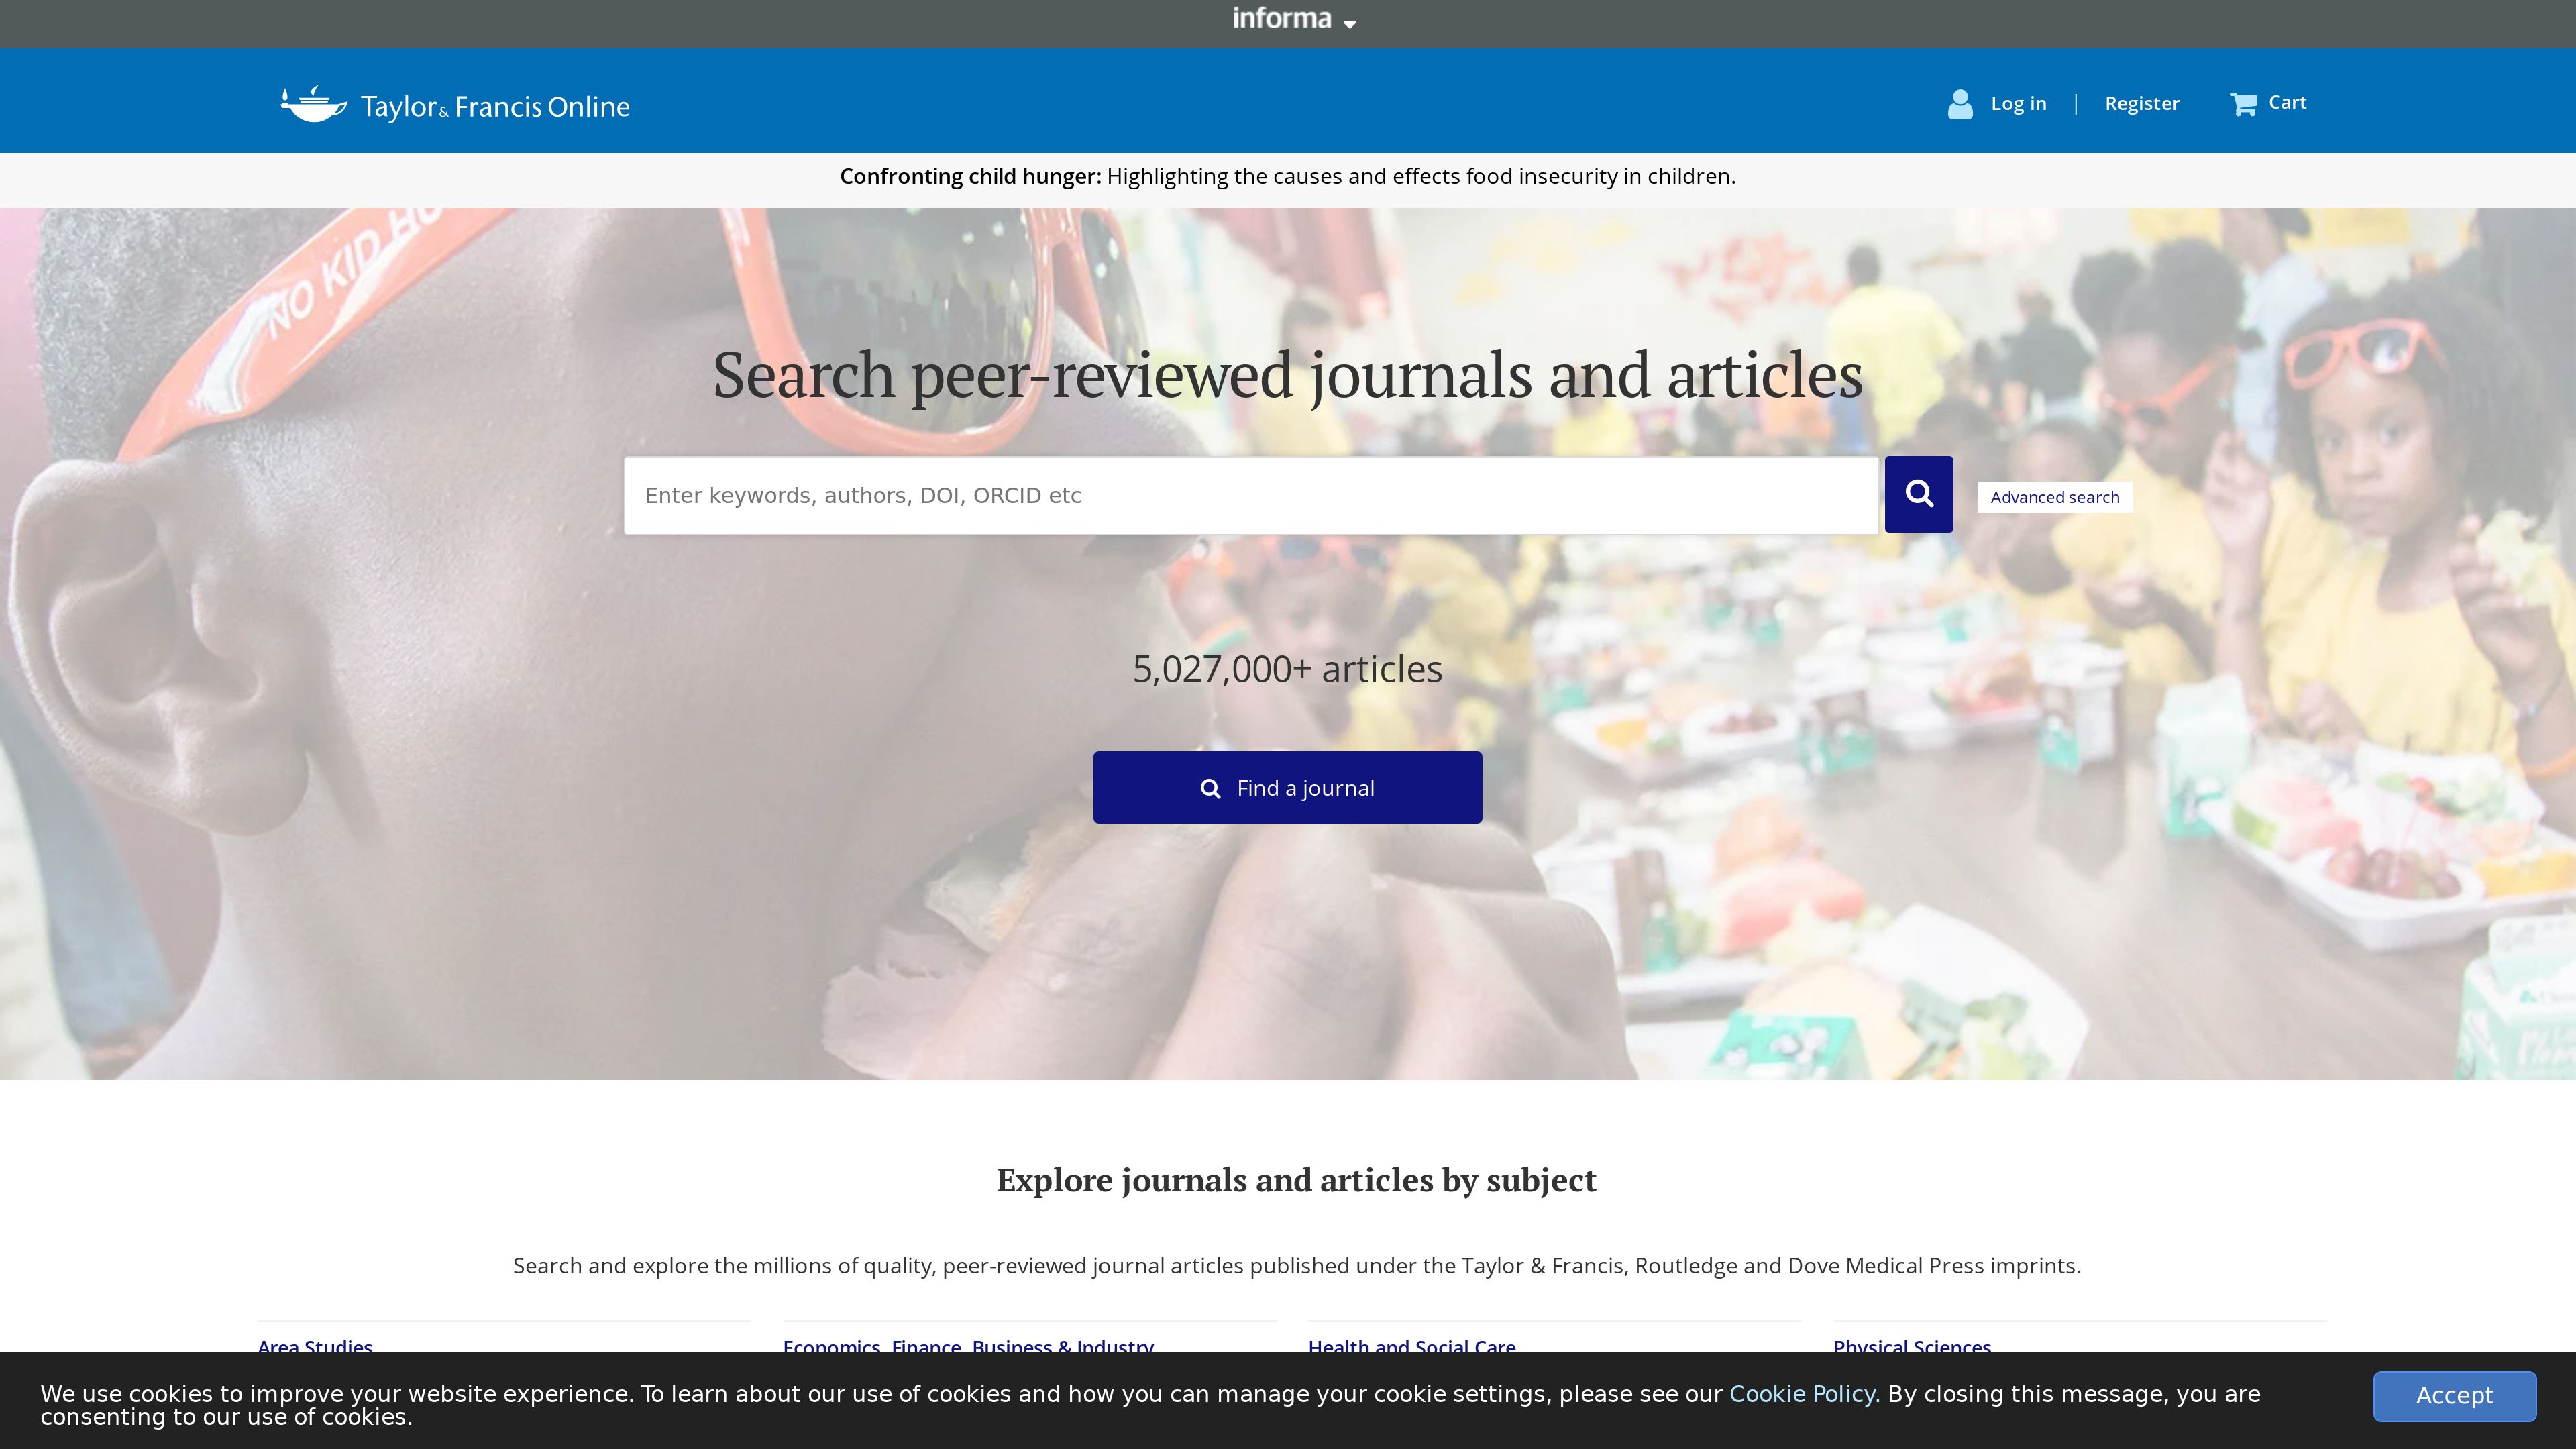 informa
Taylor & Francis Online
Log in
Register
Cart
Confronting child hunger: Highlighting the causes and effects food insecurity in children.
NO KID
Search peer-reviewed journals and articles
Enter keywords, authors, DOI, ORCID etc
Advanced search
5,027,000+ articles
Find a journal
Explore journals and articles by subject
Search and explore the millions of quality, peer-reviewed journal articles published under the Taylor & Francis, Routledge and Dove Medical Press imprints.
Area Studies
Economics, Finance, Business & Industry
Health and Social Care
Physical Sciences
We use cookies to improve your website experience. To learn about our use of cookies and how you can manage your cookie settings, please see our Cookie Policy. By closing this message, you are
consenting to our use of cookies.
Accept